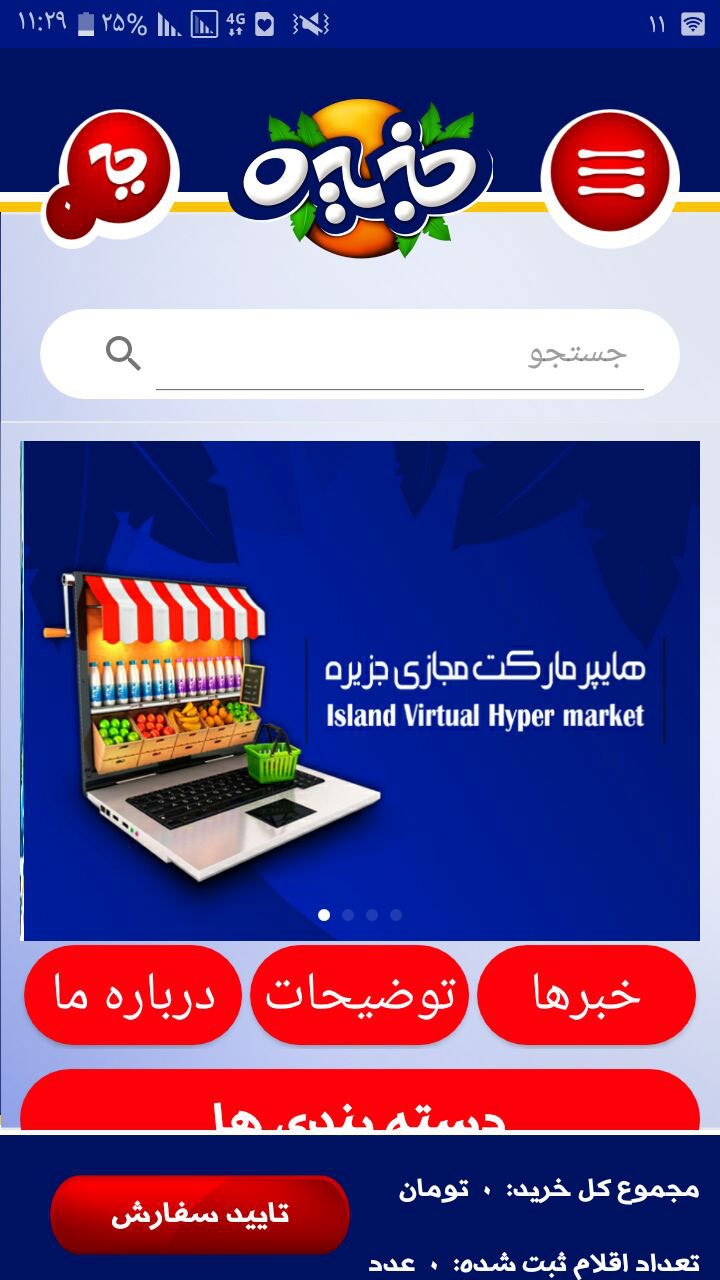 ۱۱:۲۹ ۲۵% 4G ۱۱
جزیره
۰
جستجو
هایپر مارکت مجازی جزیره
Island Virtual Hyper market
خبرها
توضیحات
درباره ما
دسته بندی ها
مجموع کل خرید: ۰ تومان
تایید سفارش
تعداد اقلام ثبت شده: ۰ عدد